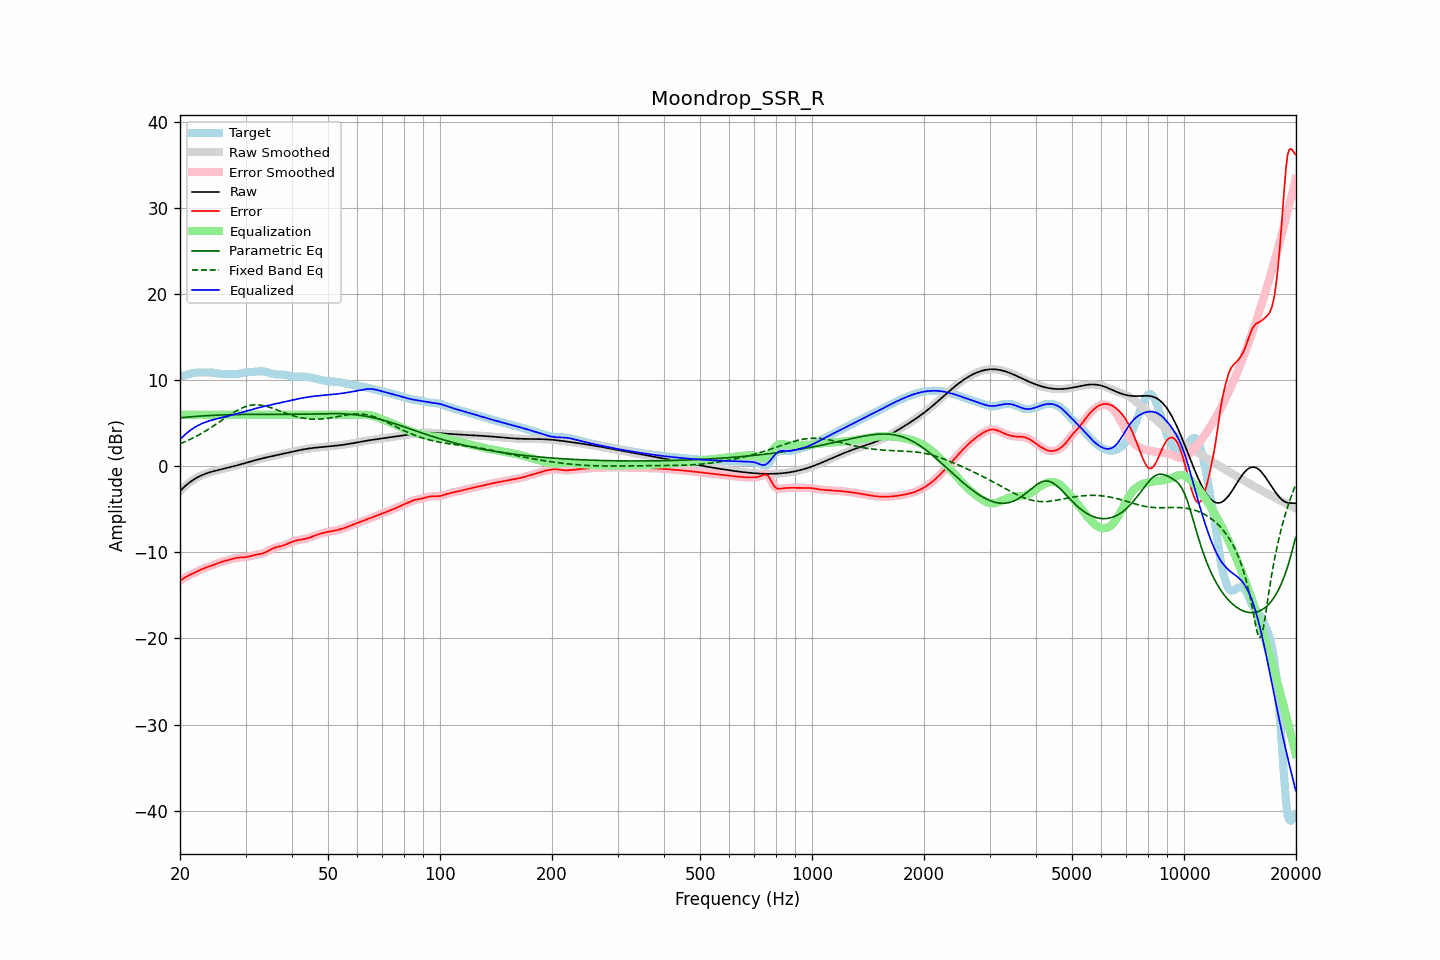 Moondrop_SSR_R
40
30
20
10
0
−10
−20
−30
−40
Amplitude (dBr)
Target
Raw Smoothed
Error Smoothed
Raw
Error
Equalization
Parametric Eq
Fixed Band Eq
Equalized
20 50 100 200 500 1000 2000 5000 10000 20000
Frequency (Hz)